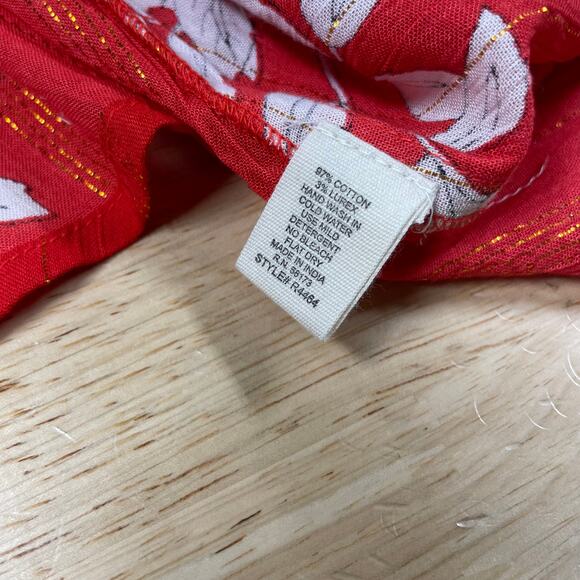 97% COTTON
3% LUREX
HAND WASH IN
COLD WATER
USE MILD
DETERGENT
NO BLEACH
FLAT DRY
MADE IN INDIA
R.N. 98173
STYLE# R4464